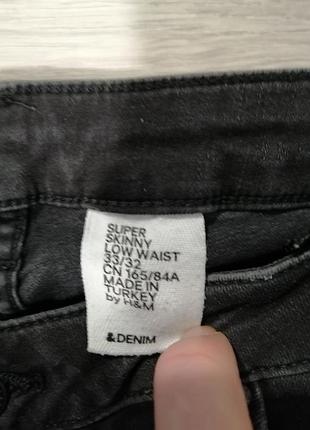 SUPER
SKINNY
LOW WAIST
33/32
CN 165/84A
MADE IN
TURKEY
by H&M
& DENIM